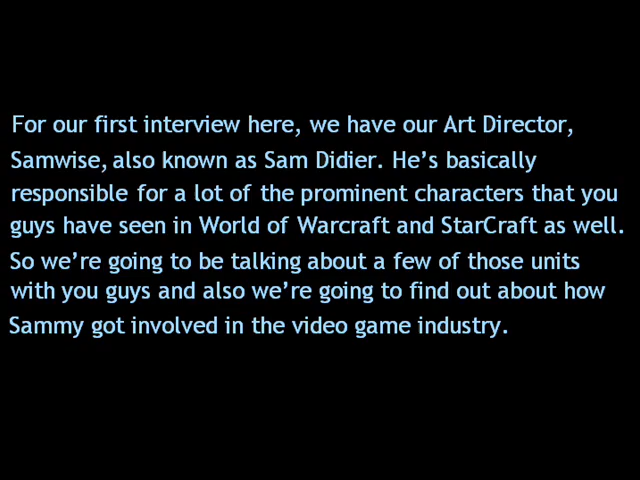 For our first interview here, we have our Art Director,
Samwise, also known as Sam Didier. He’s basically
responsible for a lot of the prominent characters that you
guys have seen in World of Warcraft and StarCraft as well.
So we’re going to be talking about a few of those units
with you guys and also we’re going to find out about how
Sammy got involved in the video game industry.